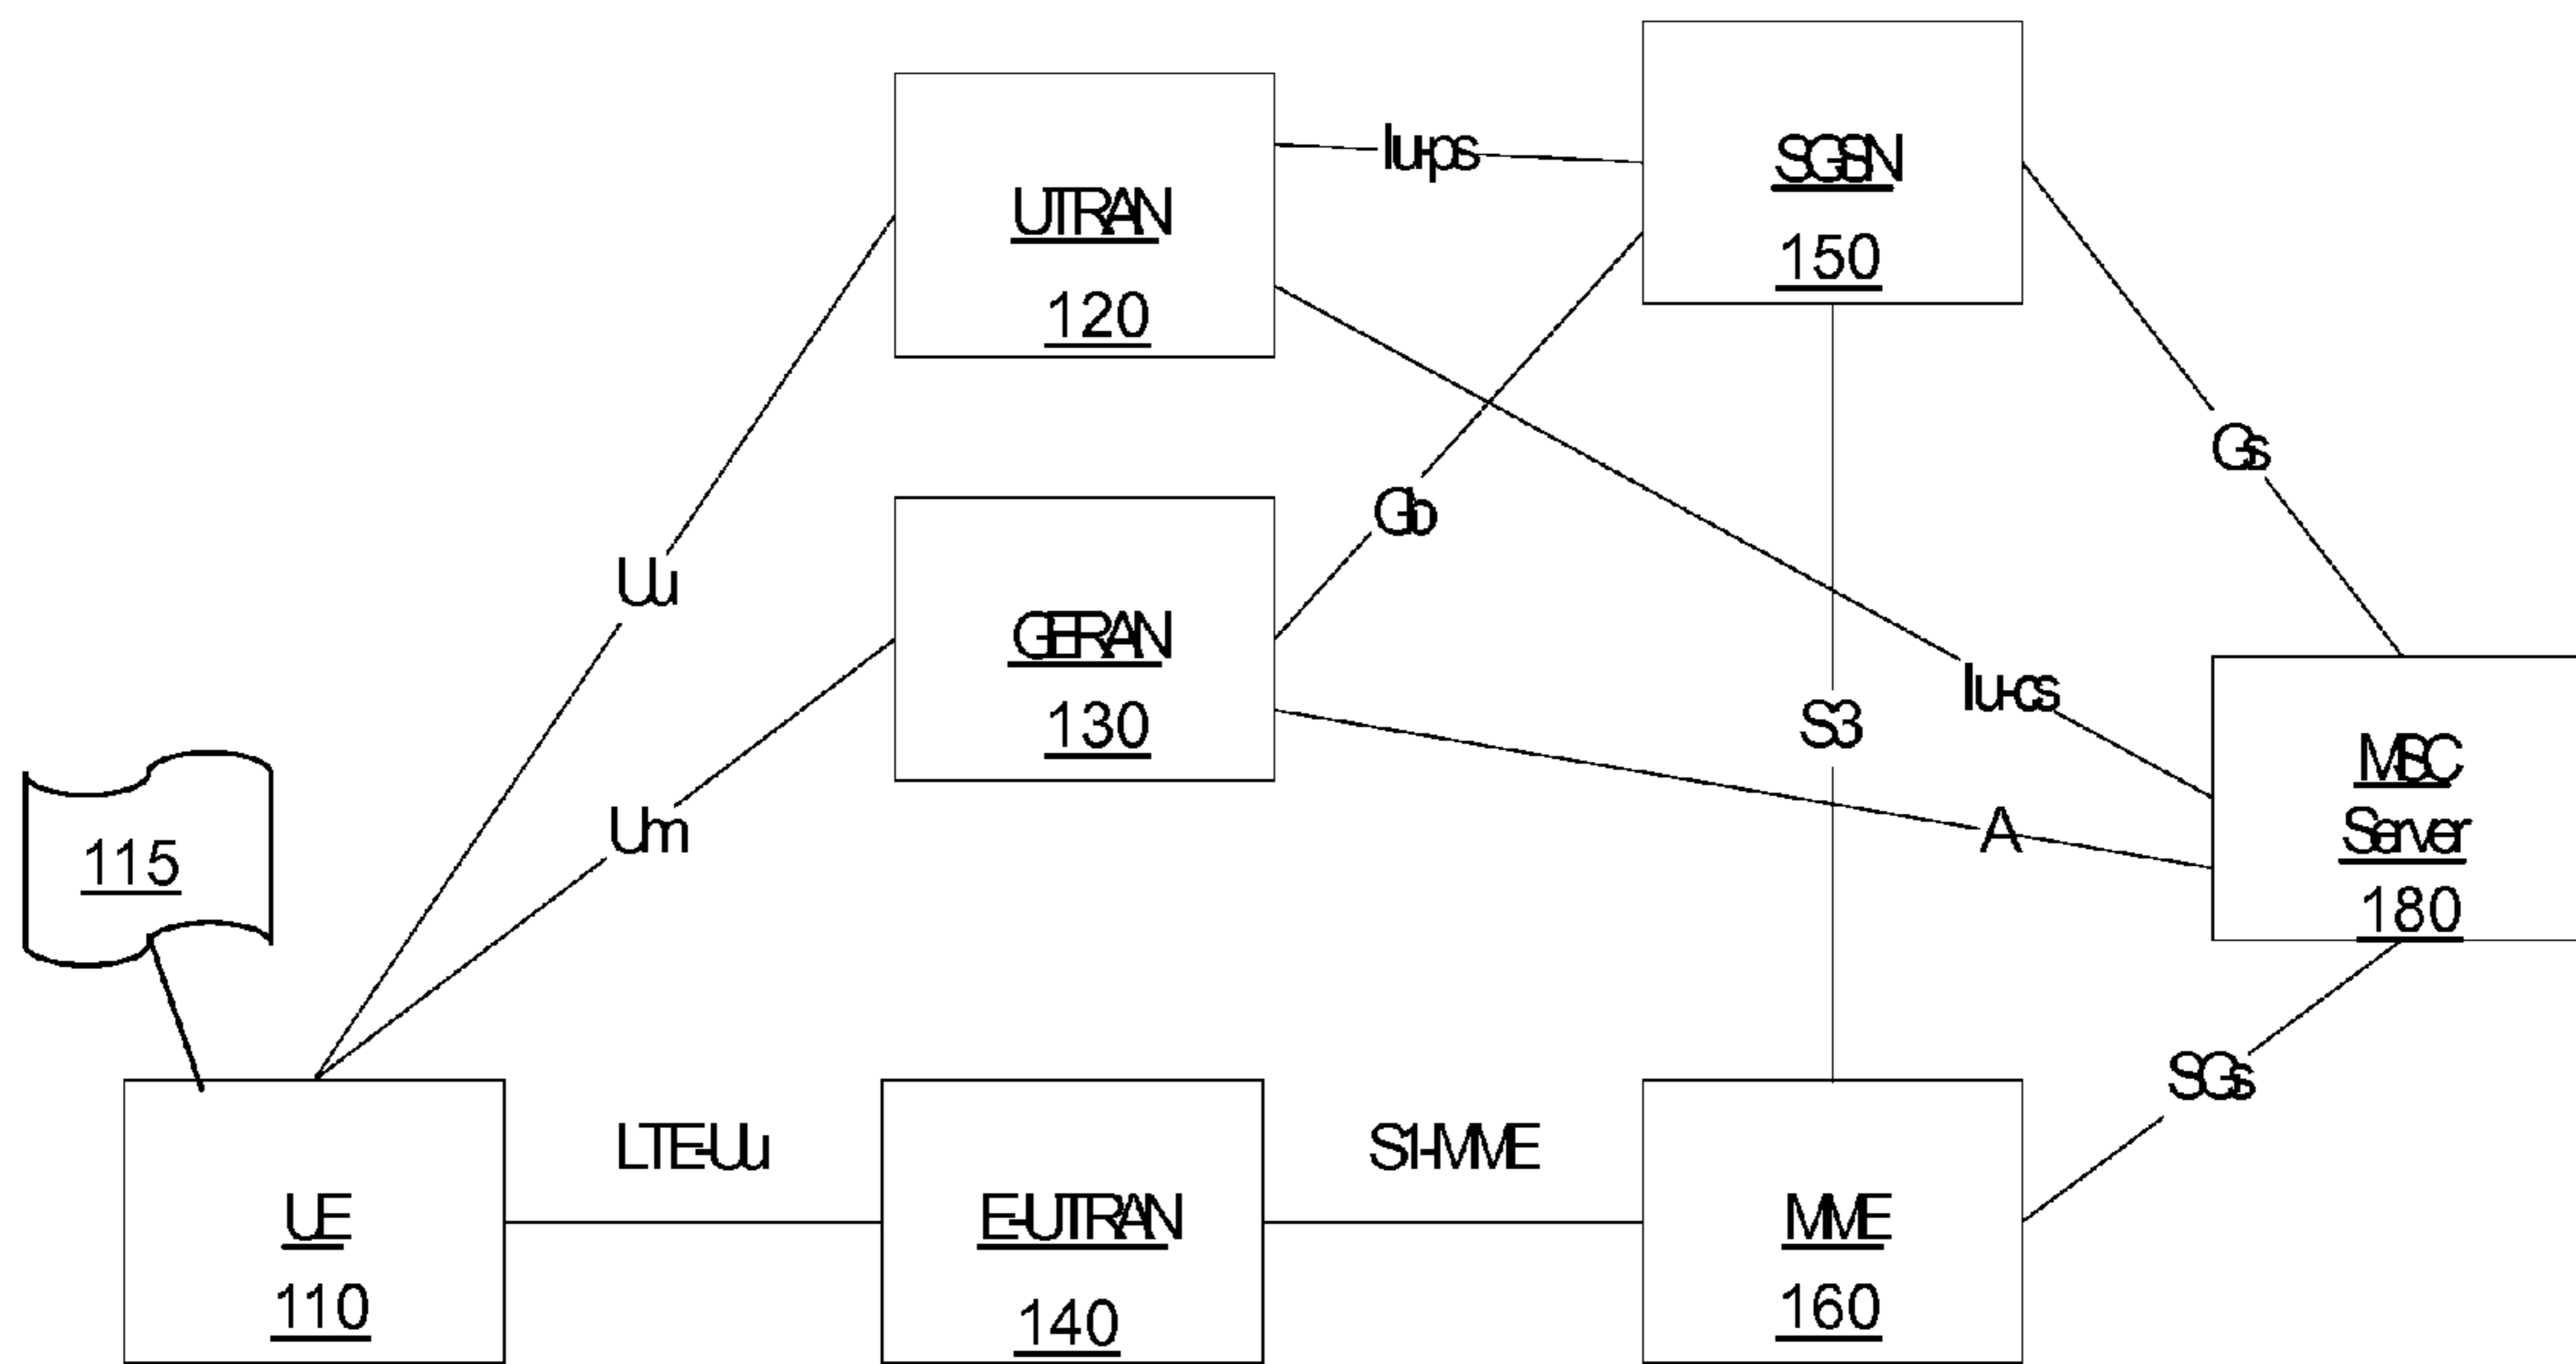 SGSN
150
Iu-ps
UTRAN
120
Gs
Gb
Uu
GERAN
130
Iu-cs
S3
MSC
Server
180
A
Um
115
SGs
LTE-Uu
S1-MME
UE
110
E-UTRAN
140
MME
160